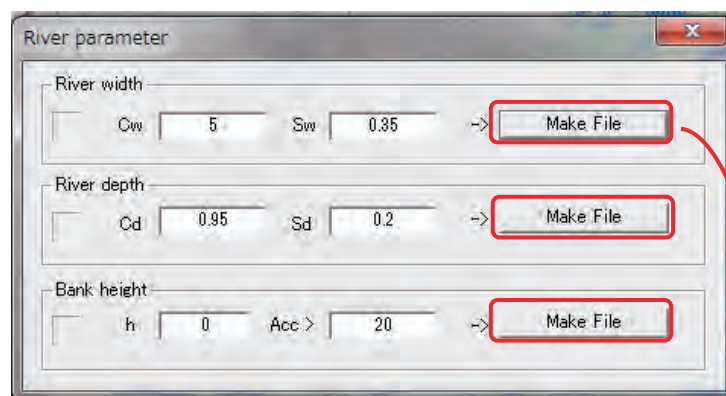 River parameter
x
River width
Cw 5 Sw 0.35 -> Make File
River depth
Cd 0.95 Sd 0.2 -> Make File
Bank height
h 0 Acc > 20 -> Make File